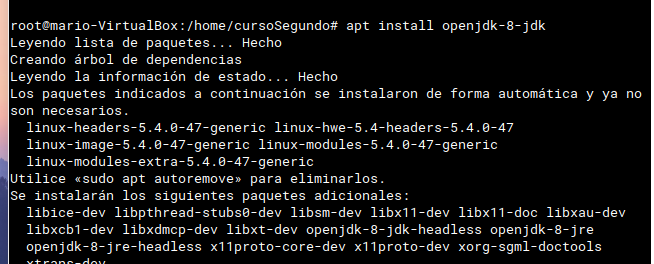 root@mario-VirtualBox:/home/cursoSegundo# apt install openjdk-8-jdk
Leyendo lista de paquetes... Hecho
Creando árbol de dependencias
Leyendo la información de estado... Hecho
Los paquetes indicados a continuación se instalaron de forma automática y ya no
son necesarios.
linux-headers-5.4.0-47-generic linux-hwe-5.4-headers-5.4.0-47
linux-image-5.4.0-47-generic linux-modules-5.4.0-47-generic
linux-modules-extra-5.4.0-47-generic
Utilice «sudo apt autoremove» para eliminarlos.
Se instalarán los siguientes paquetes adicionales:
libice-dev libpthread-stubs0-dev libsm-dev libx11-dev libx11-doc libxau-dev
libxcb1-dev libxdmcp-dev libxt-dev openjdk-8-jdk-headless openjdk-8-jre
openjdk-8-jre-headless x11proto-core-dev x11proto-dev xorg-sgml-doctools
xtrans-dev